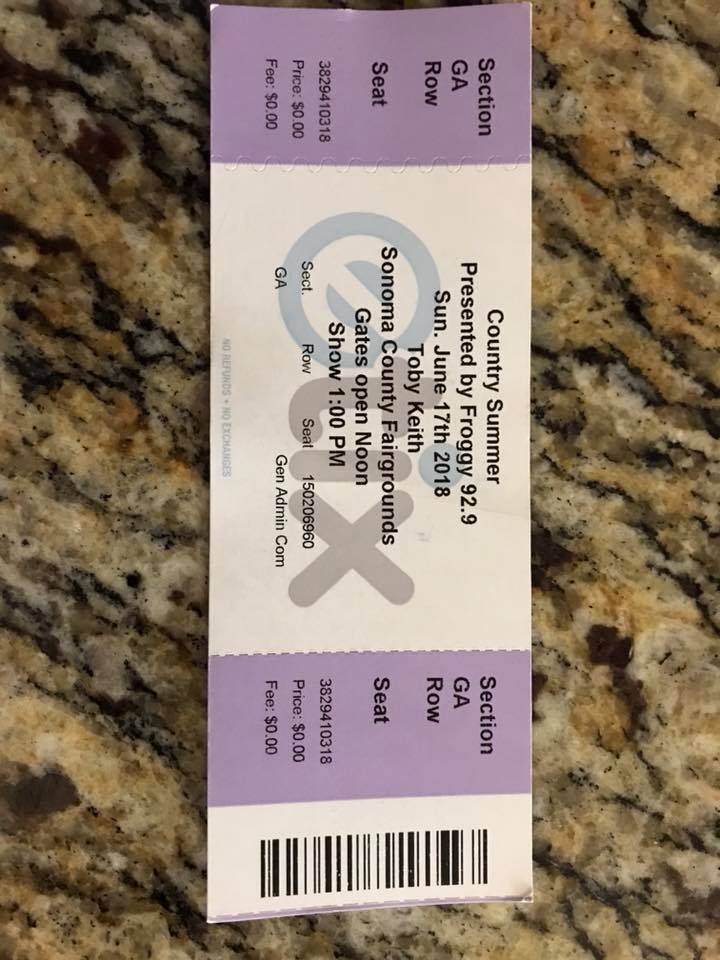 Section
GA
Row
Seat
3829410318
Price: $0.00
Fee: $0.00
Country Summer
Presented by Froggy 92.9
Sun. June 17th 2018
Toby Keith
Sonoma County Fairgrounds
Gates open Noon
Show 1:00 PM
Sect. Row Seat 150206960
GA Gen Admin Com
NO REFUNDS • NO EXCHANGES
etix
Section
GA
Row
Seat
3829410318
Price: $0.00
Fee: $0.00